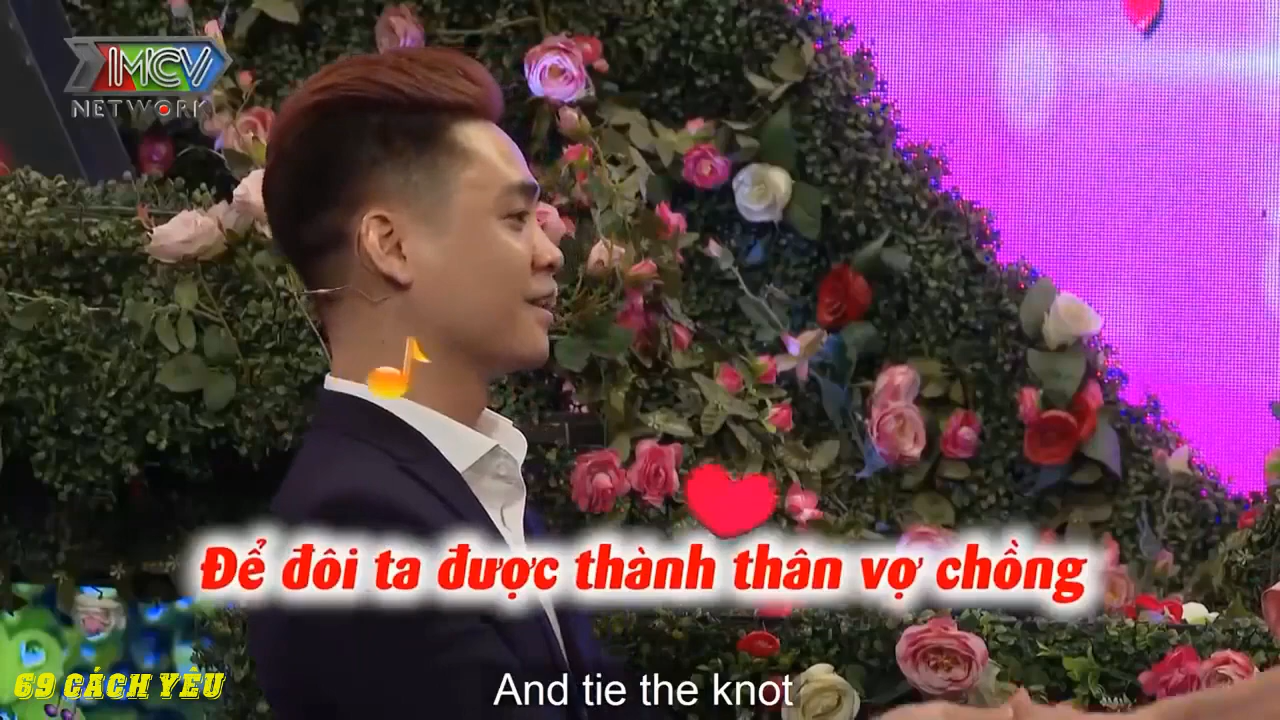 MCV
NETWORK
Để đôi ta được thành thân vợ chồng
69 CÁCH YÊU
And tie the knot